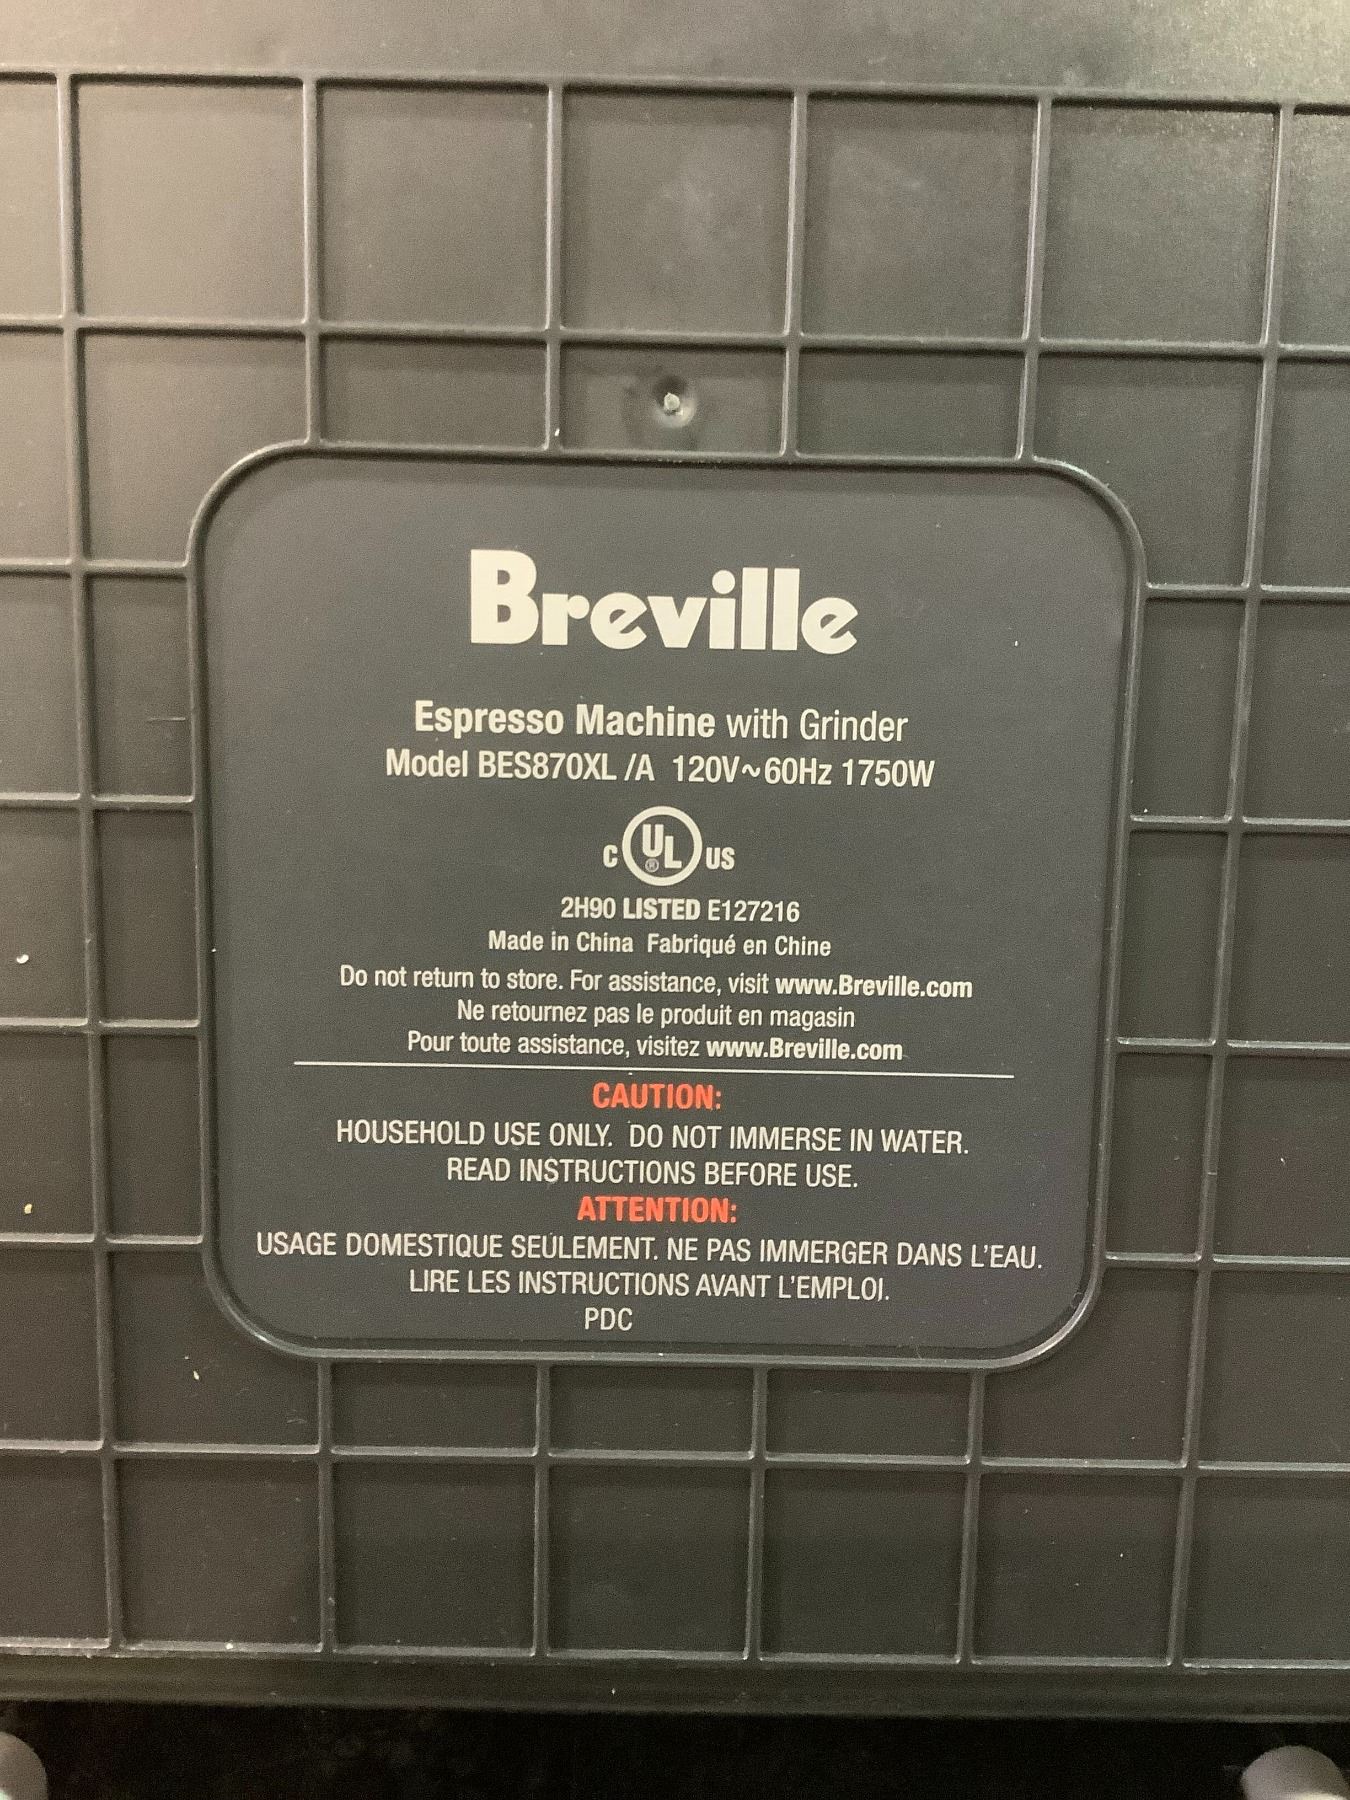 Breville
Espresso Machine with Grinder
Model BES870XL /A 120V~60Hz 1750W
C UL® US
2H90 LISTED E127216
Made in China Fabriqué en Chine
Do not return to store. For assistance, visit www.Breville.com
Ne retournez pas le produit en magasin
Pour toute assistance, visitez www.Breville.com
CAUTION:
HOUSEHOLD USE ONLY. DO NOT IMMERSE IN WATER.
READ INSTRUCTIONS BEFORE USE.
ATTENTION:
USAGE DOMESTIQUE SEULEMENT. NE PAS IMMERGER DANS L'EAU.
LIRE LES INSTRUCTIONS AVANT L'EMPLOI.
PDC